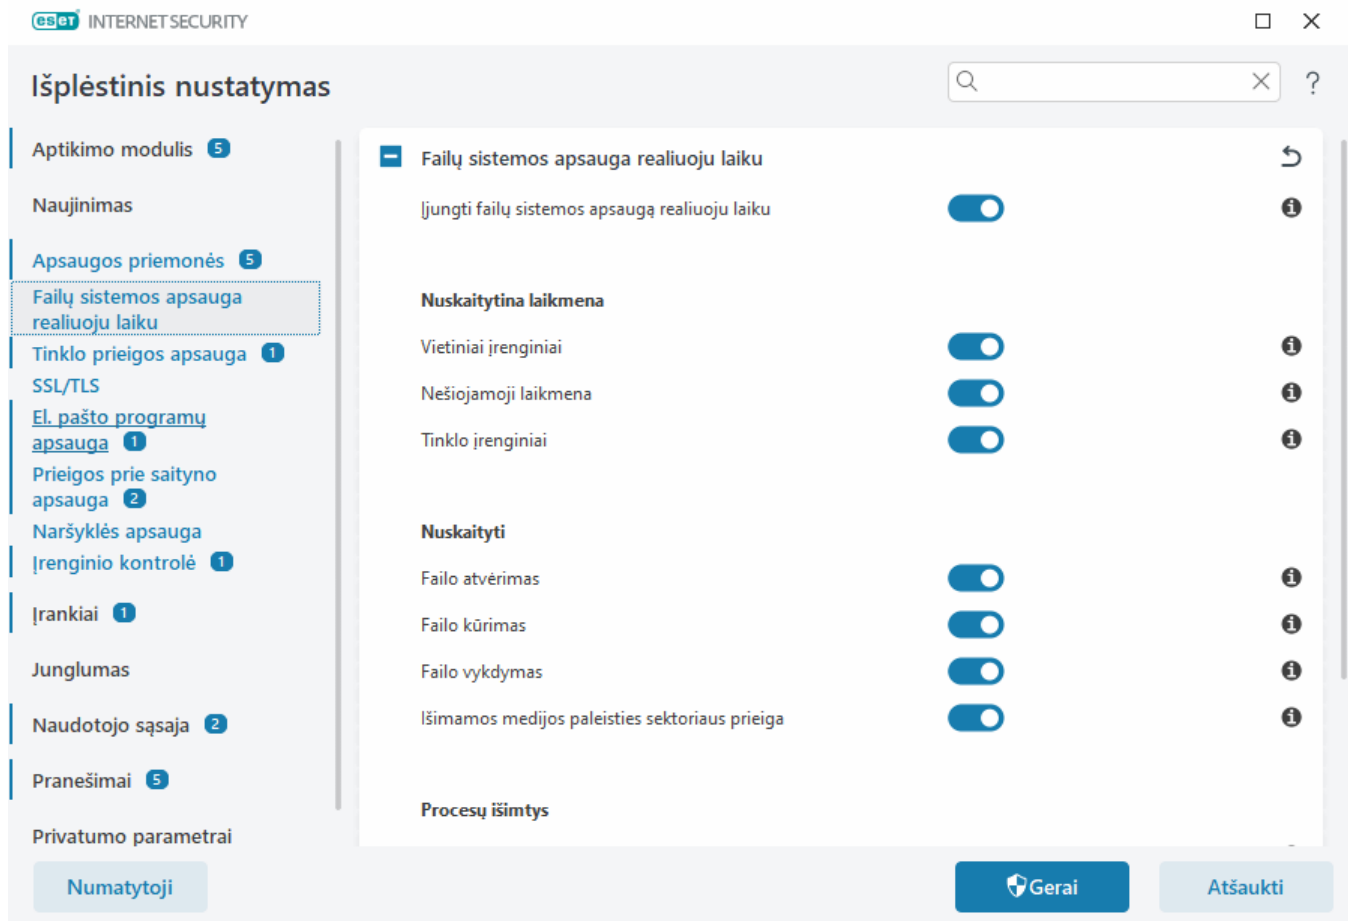 eset INTERNET SECURITY
Išplėstinis nustatymas
?
Aptikimo modulis 5
Naujinimas
Apsaugos priemonės 5
Failų sistemos apsauga
realiuoju laiku
Tinklo prieigos apsauga 1
SSL/TLS
El. pašto programų
apsauga 1
Prieigos prie saityno
apsauga 2
Naršyklės apsauga
Įrenginio kontrolė 1
Įrankiai 1
Junglumas
Naudotojo sąsaja 2
Pranešimai 5
Privatumo parametrai
Failų sistemos apsauga realiuoju laiku
Įjungti failų sistemos apsaugą realiuoju laiku
Nuskaitytina laikmena
Vietiniai įrenginiai
Nešiojamoji laikmena
Tinklo įrenginiai
Nuskaityti
Failo atvėrimas
Failo kūrimas
Failo vykdymas
Išimamos medijos paleisties sektoriaus prieiga
Procesų išimtys
Numatytoji
Gerai
Atšaukti